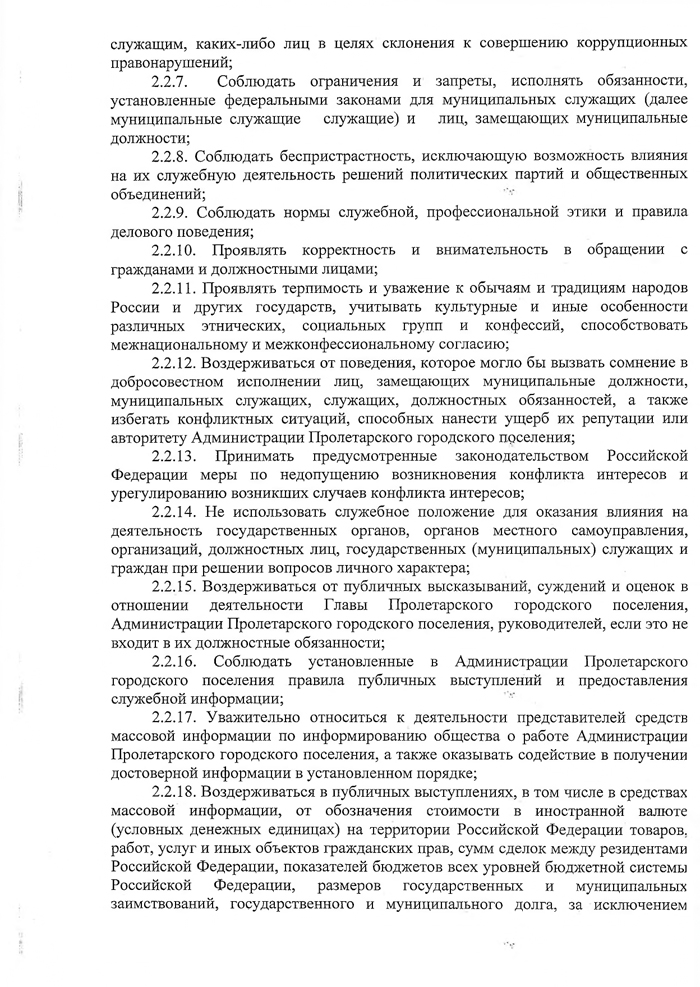 служащим, каких-либо лиц в целях склонения к совершению коррупционных
правонарушений;
2.2.7. Соблюдать ограничения и запреты, исполнять обязанности,
установленные федеральными законами для муниципальных служащих (далее
муниципальные служащие служащие) и лиц, замещающих муниципальные
должности;
2.2.8. Соблюдать беспристрастность, исключающую возможность влияния
на их служебную деятельность решений политических партий и общественных
объединений;
2.2.9. Соблюдать нормы служебной, профессиональной этики и правила
делового поведения;
2.2.10. Проявлять корректность и внимательность в обращении с
гражданами и должностными лицами;
2.2.11. Проявлять терпимость и уважение к обычаям и традициям народов
России и других государств, учитывать культурные и иные особенности
различных этнических, социальных групп и конфессий, способствовать
межнациональному и межконфессиональному согласию;
2.2.12. Воздерживаться от поведения, которое могло бы вызвать сомнение в
добросовестном исполнении лиц, замещающих муниципальные должности,
муниципальных служащих, служащих, должностных обязанностей, а также
избегать конфликтных ситуаций, способных нанести ущерб их репутации или
авторитету Администрации Пролетарского городского поселения;
2.2.13. Принимать предусмотренные законодательством Российской
Федерации меры по недопущению возникновения конфликта интересов и
урегулированию возникших случаев конфликта интересов;
2.2.14. Не использовать служебное положение для оказания влияния на
деятельность государственных органов, органов местного самоуправления,
организаций, должностных лиц, государственных (муниципальных) служащих и
граждан при решении вопросов личного характера;
2.2.15. Воздерживаться от публичных высказываний, суждений и оценок в
отношении деятельности Главы Пролетарского городского поселения,
Администрации Пролетарского городского поселения, руководителей, если это не
входит в их должностные обязанности;
2.2.16. Соблюдать установленные в Администрации Пролетарского
городского поселения правила публичных выступлений и предоставления
служебной информации;
2.2.17. Уважительно относиться к деятельности представителей средств
массовой информации по информированию общества о работе Администрации
Пролетарского городского поселения, а также оказывать содействие в получении
достоверной информации в установленном порядке;
2.2.18. Воздерживаться в публичных выступлениях, в том числе в средствах
массовой информации, от обозначения стоимости в иностранной валюте
(условных денежных единицах) на территории Российской Федерации товаров,
работ, услуг и иных объектов гражданских прав, сумм сделок между резидентами
Российской Федерации, показателей бюджетов всех уровней бюджетной системы
Российской Федерации, размеров государственных и муниципальных
заимствований, государственного и муниципального долга, за исключением